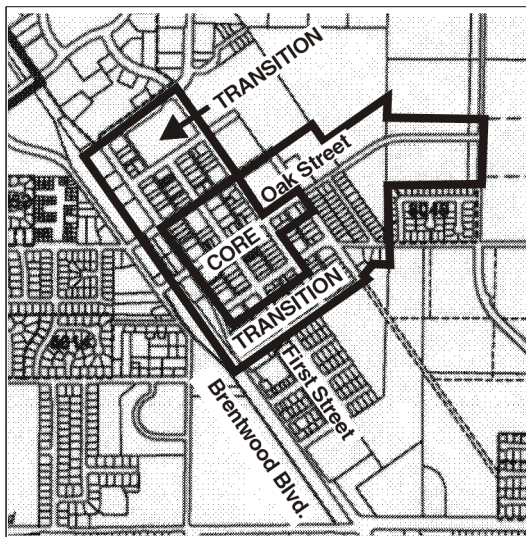 TRANSITION
Oak Street
CORE
TRANSITION
First Street
Brentwood Blvd.